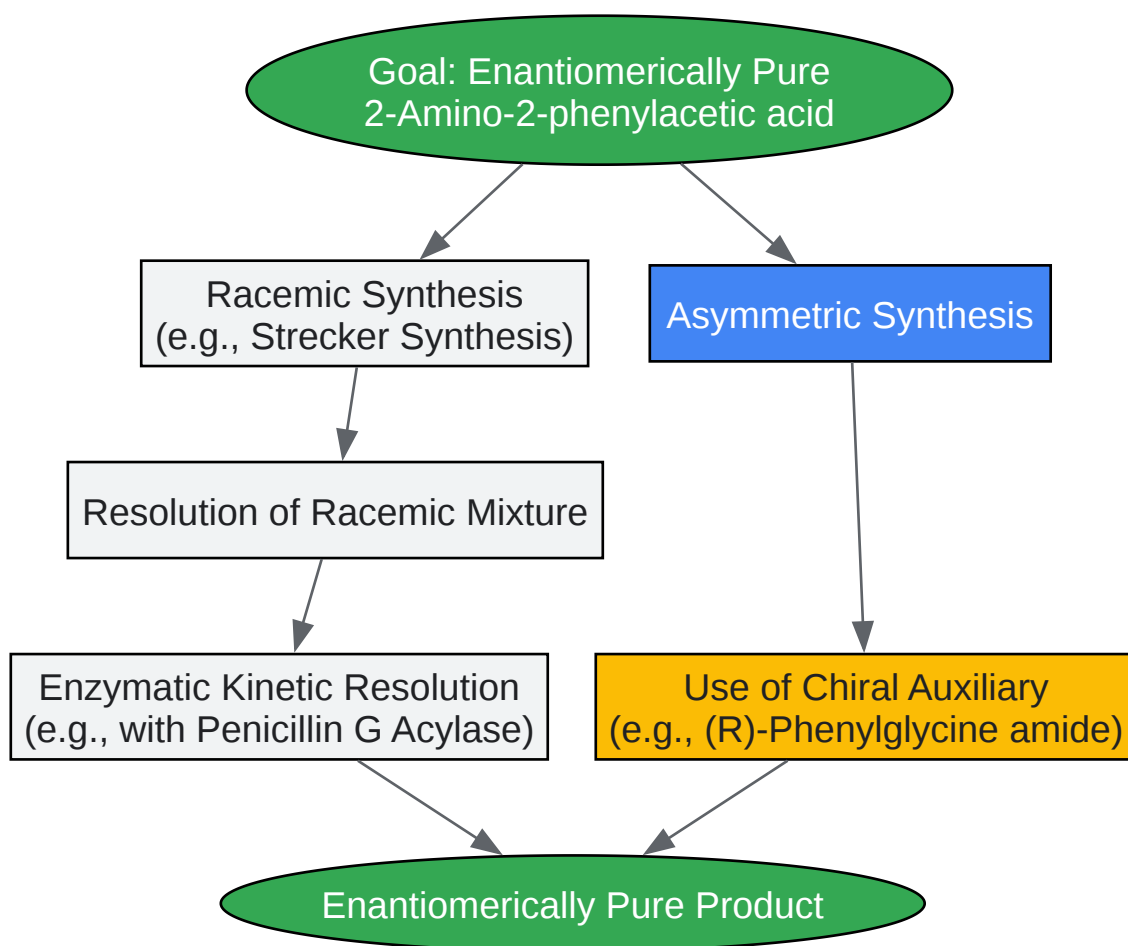 Goal: Enantiomerically Pure
2-Amino-2-phenylacetic acid
Racemic Synthesis
(e.g., Strecker Synthesis)
Asymmetric Synthesis
Resolution of Racemic Mixture
Enzymatic Kinetic Resolution
(e.g., with Penicillin G Acylase)
Use of Chiral Auxiliary
(e.g., (R)-Phenylglycine amide)
Enantiomerically Pure Product